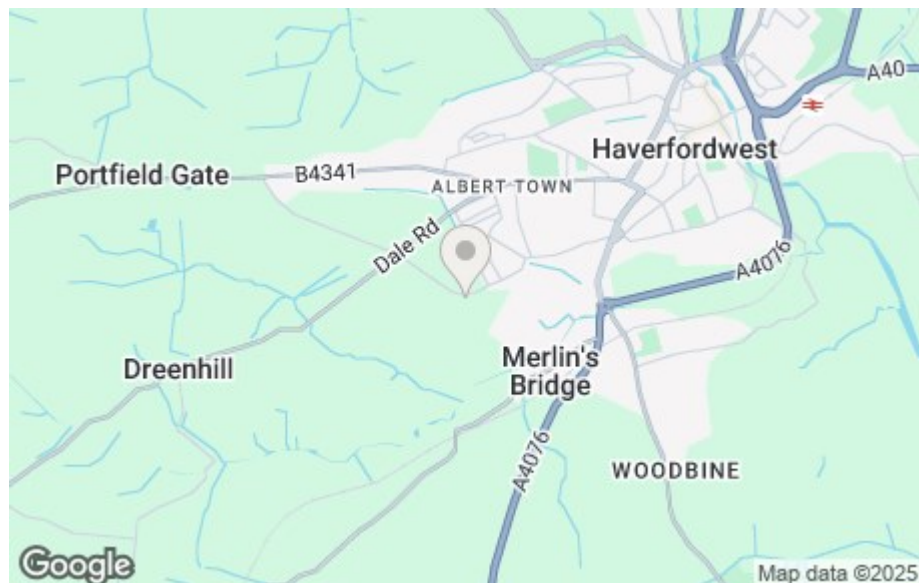 A40
Haverfordwest
Portfield Gate
B4341
ALBERT TOWN
Dale Rd
A4076
Dreenhill
Merlin's
Bridge
A4076
WOODBINE
Google
Map data ©2025